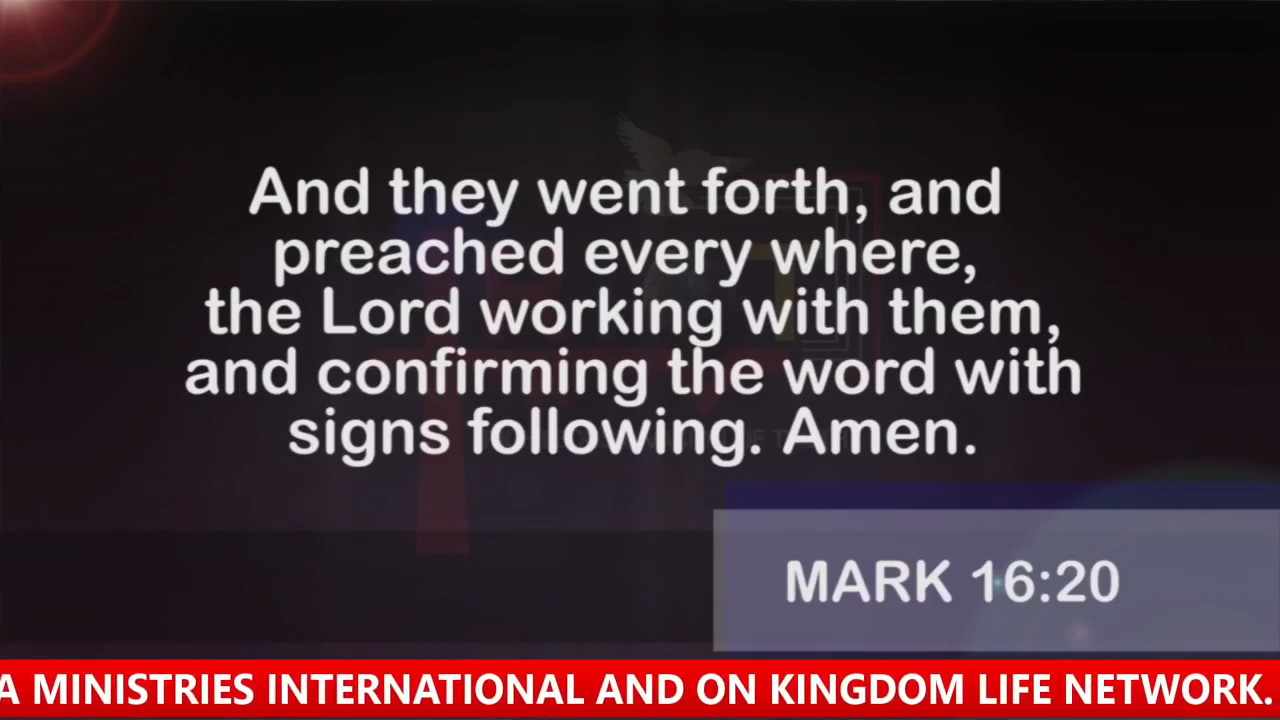 And they went forth, and
preached every where,
the Lord working with them,
and confirming the word with
signs following. Amen.
MARK 16:20
A MINISTRIES INTERNATIONAL AND ON KINGDOM LIFE NETWORK.